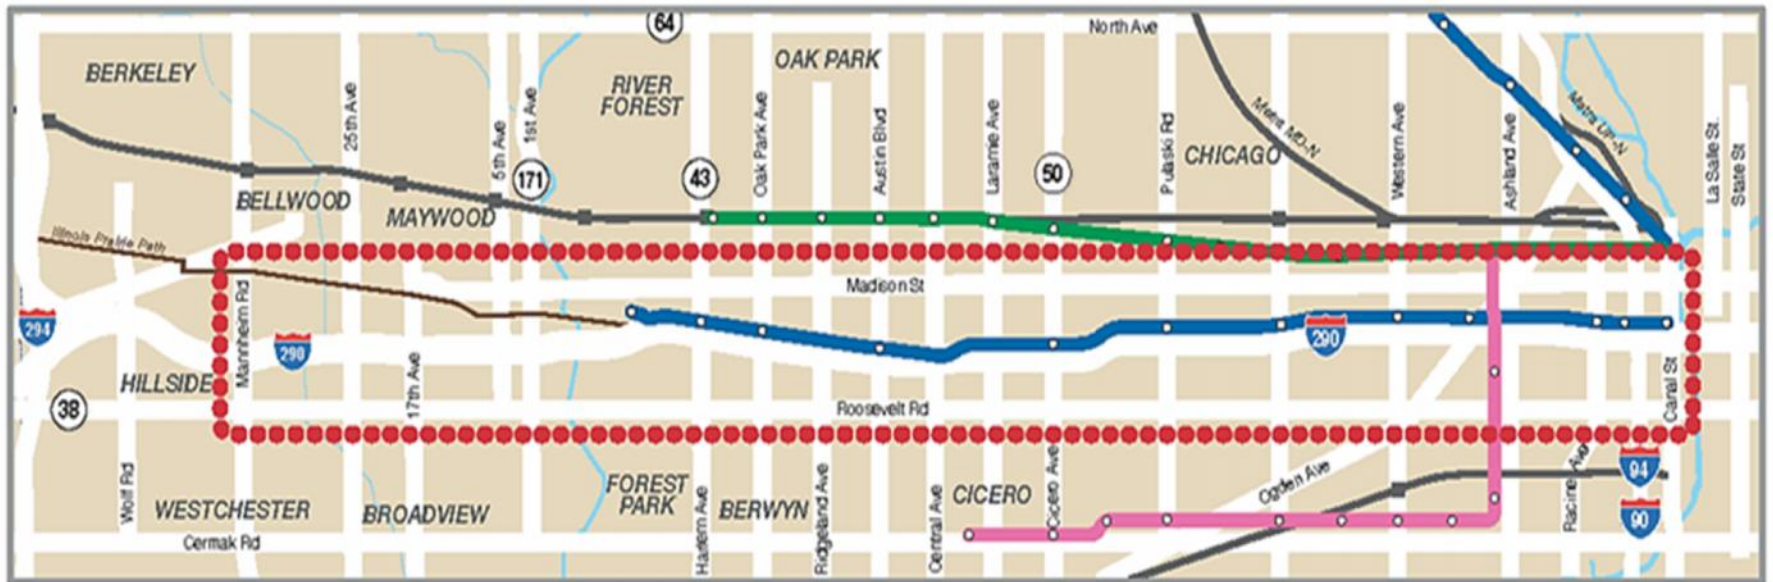 64
North Ave
BERKELEY
OAK PARK
RIVER
FOREST
25th Ave
5th Ave
1st Ave
Oak Park Ave
Austin Blvd
Laramie Ave
Pulaski Rd
Metra MD-N
CHICAGO
Western Ave
Ashland Ave
Metra UP-N
La Salle St.
State St
171
43
50
BELLWOOD
MAYWOOD
Illinois Prairie Path
Madison St
294
Mannheim Rd
290
290
HILLSIDE
17th Ave
38
Roosevelt Rd
Canal St
Wolf Rd
WESTCHESTER
BROADVIEW
FOREST
PARK
Harlem Ave
BERWYN
Ridgeland Ave
Central Ave
CICERO
Cicero Ave
Ogden Ave
Racine Ave
94
90
Cermak Rd